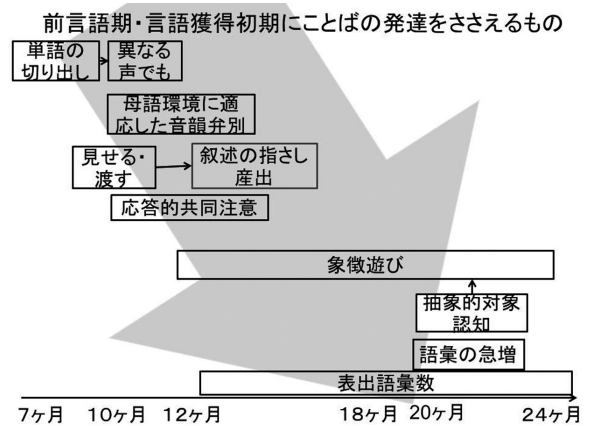 前言語期・言語獲得初期にことばの発達をささえるもの
単語の
切り出し
異なる
声でも
母語環境に適
応した音韻弁別
見せる・
渡す
叙述の指さし
産出
応答的共同注意
象徴遊び
抽象的対象
認知
語彙の急増
表出語彙数
7ヶ月 10ヶ月 12ヶ月 18ヶ月 20ヶ月 24ヶ月